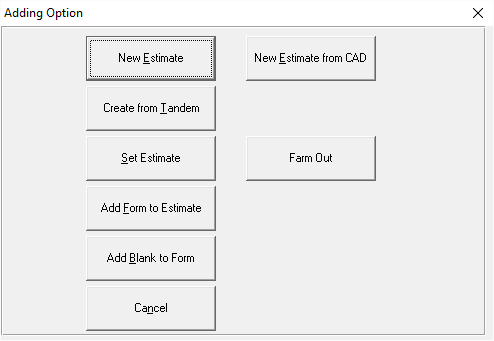 Adding Option
New Estimate
New Estimate from CAD
Create from Tandem
Set Estimate
Farm Out
Add Form to Estimate
Add Blank to Form
Cancel